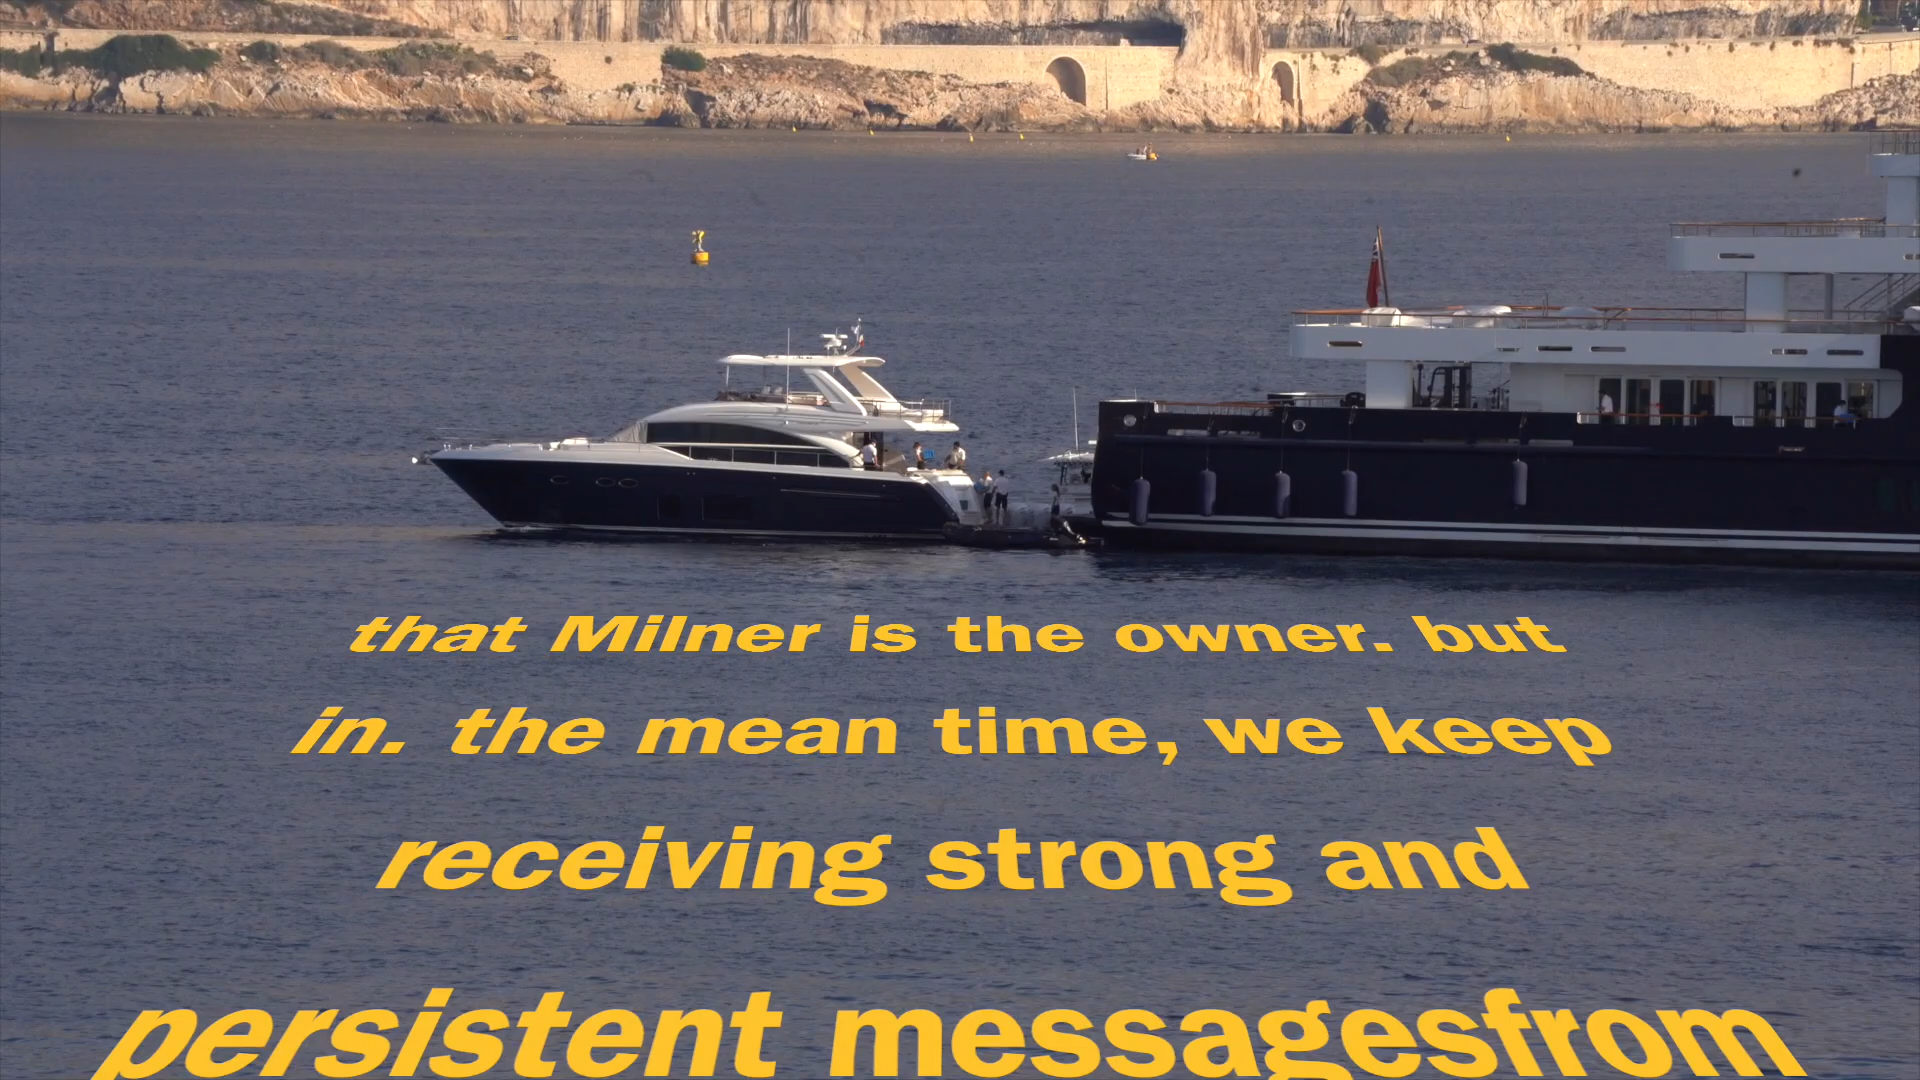 that Milner is the owner. but
in. the mean time, we keep
receiving strong and
persistent messagesfrom